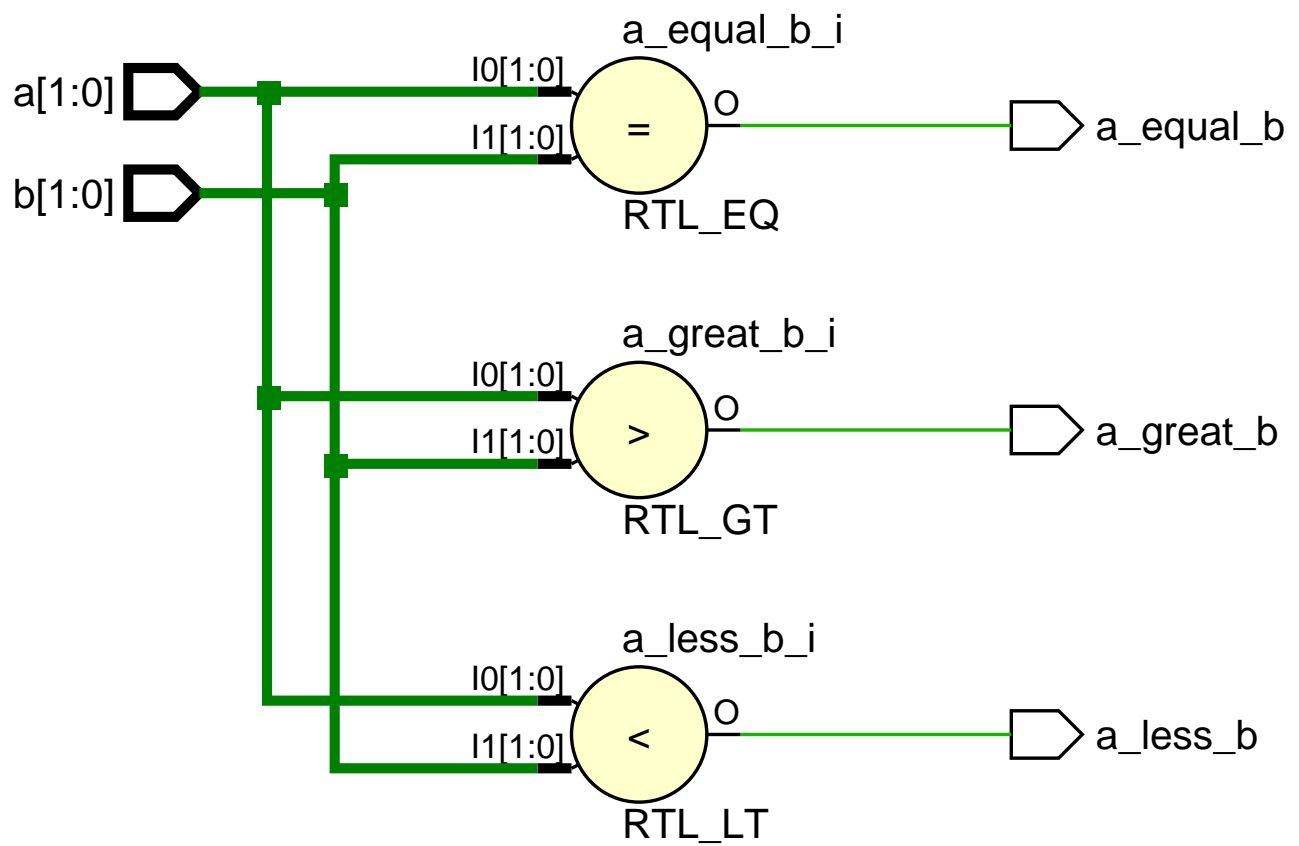 a_equal_b_i
a[1:0]
I0[1:0]
O
=
a_equal_b
I1[1:0]
b[1:0]
RTL_EQ
a_great_b_i
I0[1:0]
O
>
a_great_b
I1[1:0]
RTL_GT
a_less_b_i
I0[1:0]
O
<
a_less_b
I1[1:0]
RTL_LT